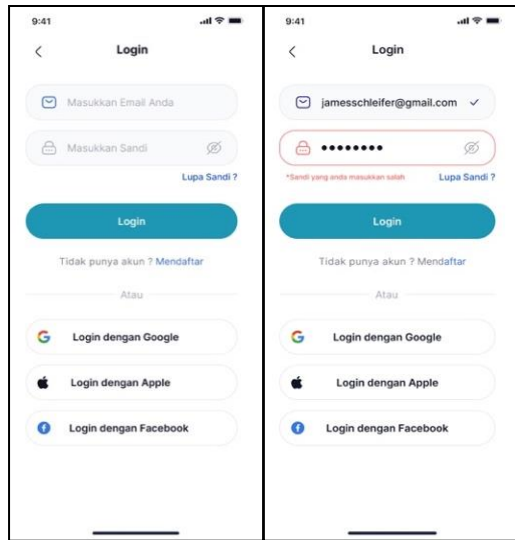 9:41
Login
Masukkan Email Anda
Masukkan Sandi
Lupa Sandi ?
Login
Tidak punya akun ? Mendaftar
Atau
Login dengan Google
Login dengan Apple
Login dengan Facebook
9:41
Login
jamesschleifer@gmail.com
*Sandi yang anda masukkan salah
Lupa Sandi ?
Login
Tidak punya akun ? Mendaftar
Atau
Login dengan Google
Login dengan Apple
Login dengan Facebook